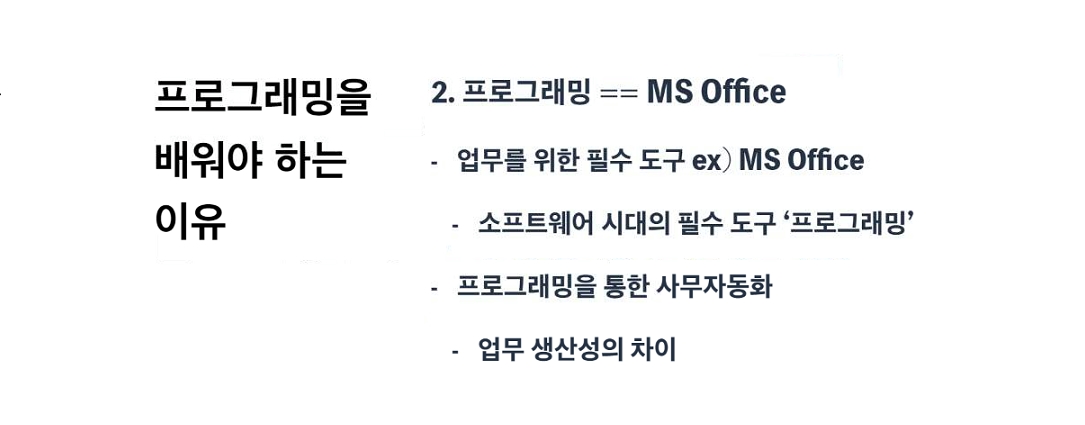 프로그래밍을
배워야 하는
이유
2. 프로그래밍 == MS Office
- 업무를 위한 필수 도구 ex) MS Office
- 소프트웨어 시대의 필수 도구 ‘프로그래밍’
- 프로그래밍을 통한 사무자동화
- 업무 생산성의 차이